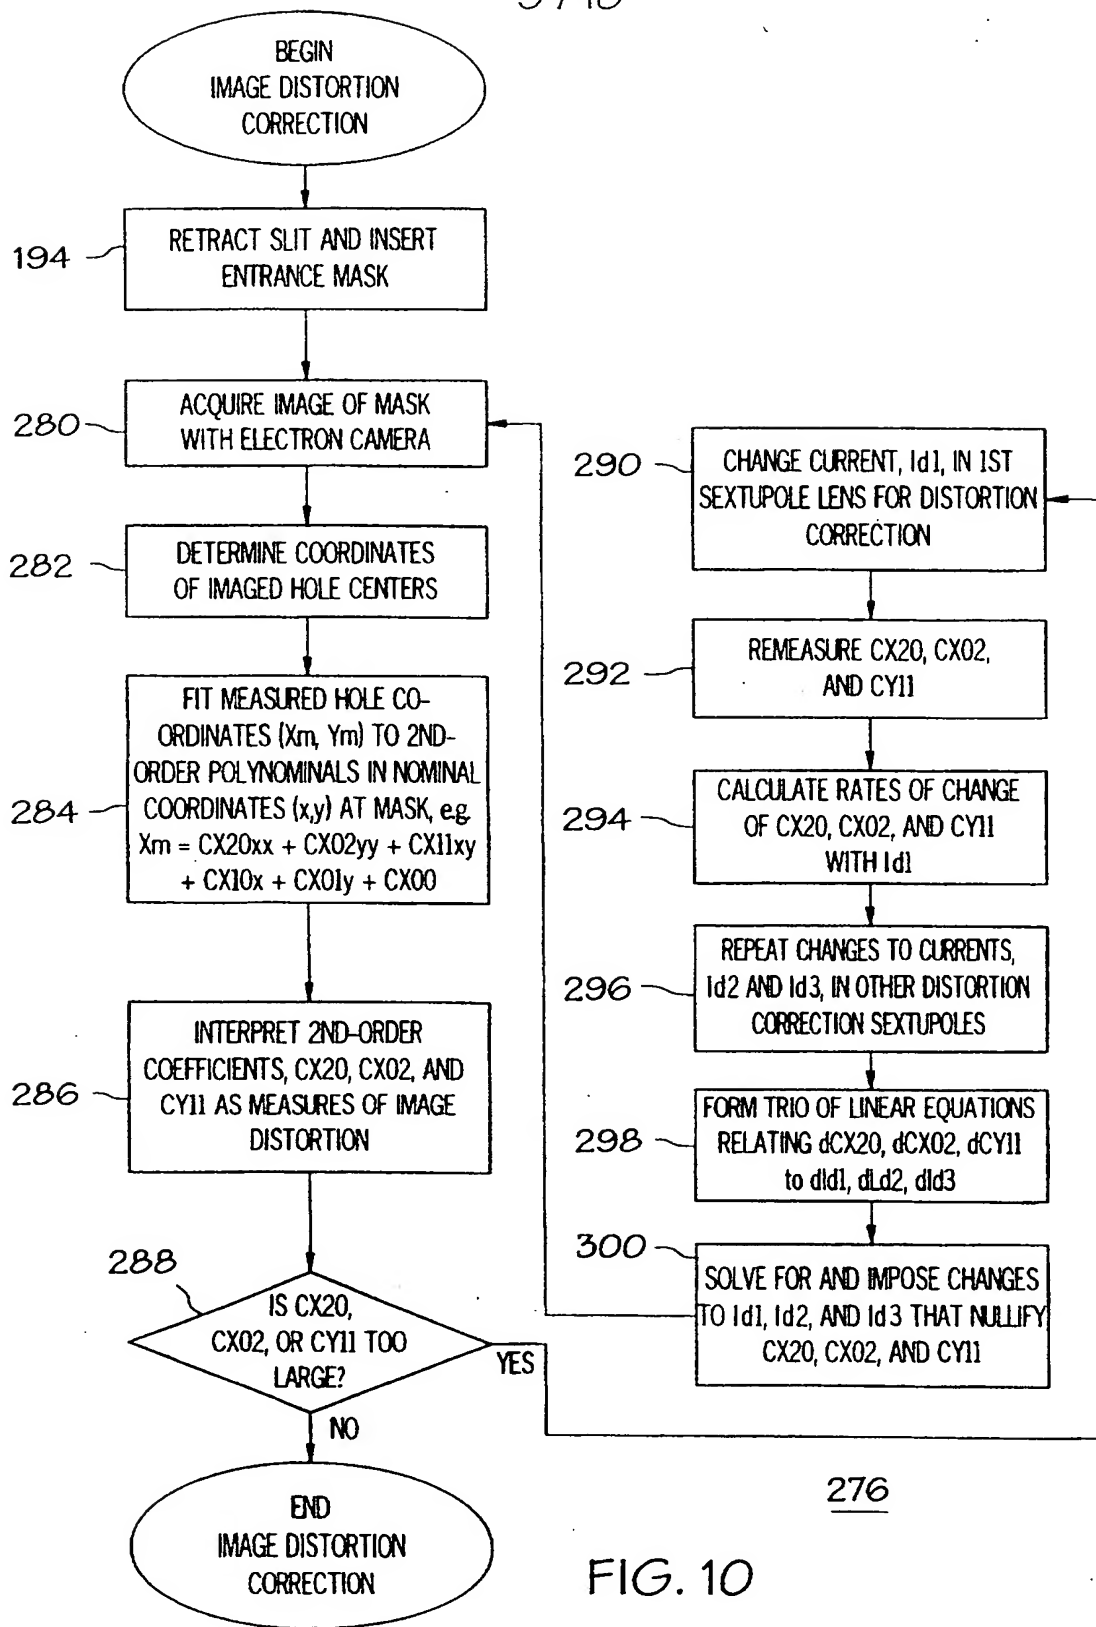 BEGIN
IMAGE DISTORTION
CORRECTION
194
RETRACT SLIT AND INSERT
ENTRANCE MASK
280
ACQUIRE IMAGE OF MASK
WITH ELECTRON CAMERA
282
DETERMINE COORDINATES
OF IMAGED HOLE CENTERS
284
FIT MEASURED HOLE CO-
ORDINATES (Xm, Ym) TO 2ND-
ORDER POLYNOMINALS IN NOMINAL
COORDINATES (x,y) AT MASK, e.g.
Xm = CX20xx + CX02yy + CX11xy
+ CX10x + CX01y + CX00
286
INTERPRET 2ND-ORDER
COEFFICIENTS, CX20, CX02, AND
CY11 AS MEASURES OF IMAGE
DISTORTION
288
IS CX20,
CX02, OR CY11 TOO
LARGE?
YES
NO
END
IMAGE DISTORTION
CORRECTION
290
CHANGE CURRENT, Id1, IN 1ST
SEXTUPOLE LENS FOR DISTORTION
CORRECTION
292
REMEASURE CX20, CX02,
AND CY11
294
CALCULATE RATES OF CHANGE
OF CX20, CX02, AND CY11
WITH Id1
296
REPEAT CHANGES TO CURRENTS,
Id2 AND Id3, IN OTHER DISTORTION
CORRECTION SEXTUPOLES
298
FORM TRIO OF LINEAR EQUATIONS
RELATING dCX20, dCX02, dCY11
to dId1, dLd2, dId3
300
SOLVE FOR AND IMPOSE CHANGES
TO Id1, Id2, AND Id3 THAT NULLIFY
CX20, CX02, AND CY11
276
FIG. 10